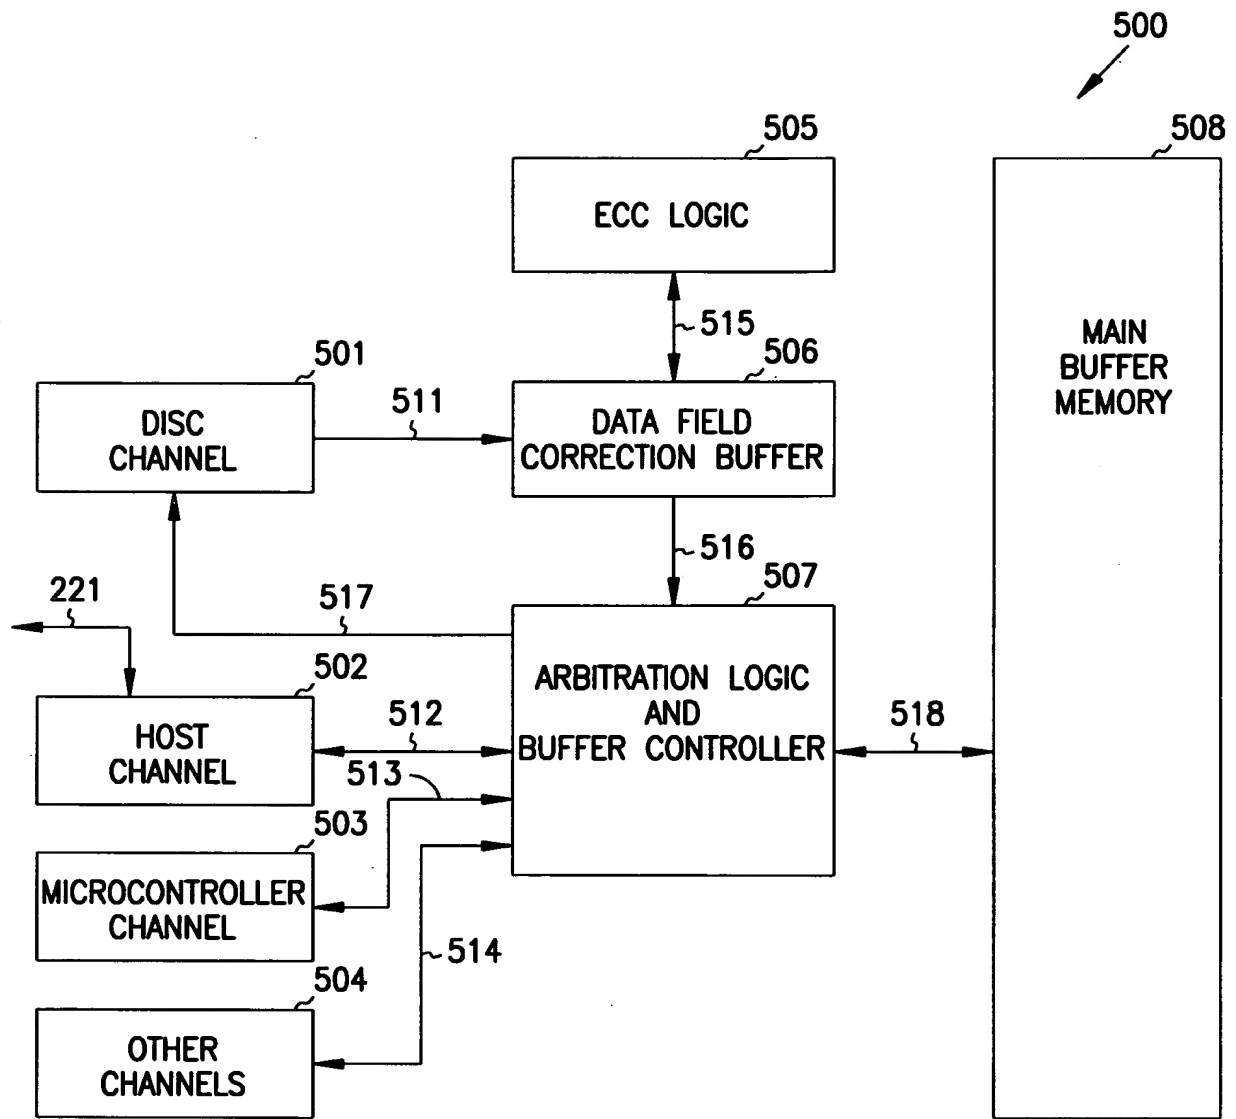 500
505
508
ECC LOGIC
515
MAIN
BUFFER
MEMORY
501
506
DISC
CHANNEL
511
DATA FIELD
CORRECTION BUFFER
516
221
517
507
502
ARBITRATION LOGIC
AND
BUFFER CONTROLLER
HOST
CHANNEL
512
518
513
503
MICROCONTROLLER
CHANNEL
514
504
OTHER
CHANNELS